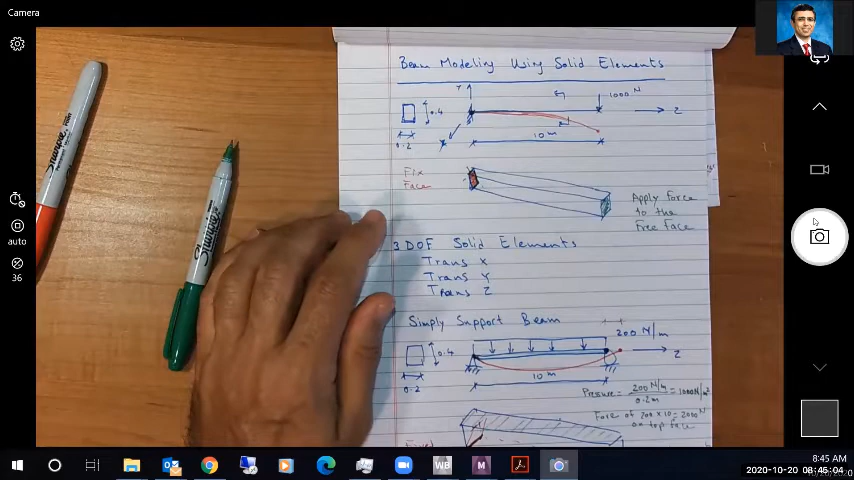 Camera
Beam Modeling Using Solid Elements
Y
1000 N
0.4
Z
0.2
10 m
x
Fix
Face
Apply Force
to the
Free Face
3 DOF Solid Elements
Trans X
Trans Y
Trans Z
Simply Support Beam
200 N/m
0.4
Z
0.2
10 m
Pressure = 200 N/m / 0.2m = 1000 N/m²
Force of 200 x 10 = 2000 N
on top face
Fixed
Sharpie
Sharpie
auto
36
WB
M
8:45 AM
2020-10-20 08:45:04